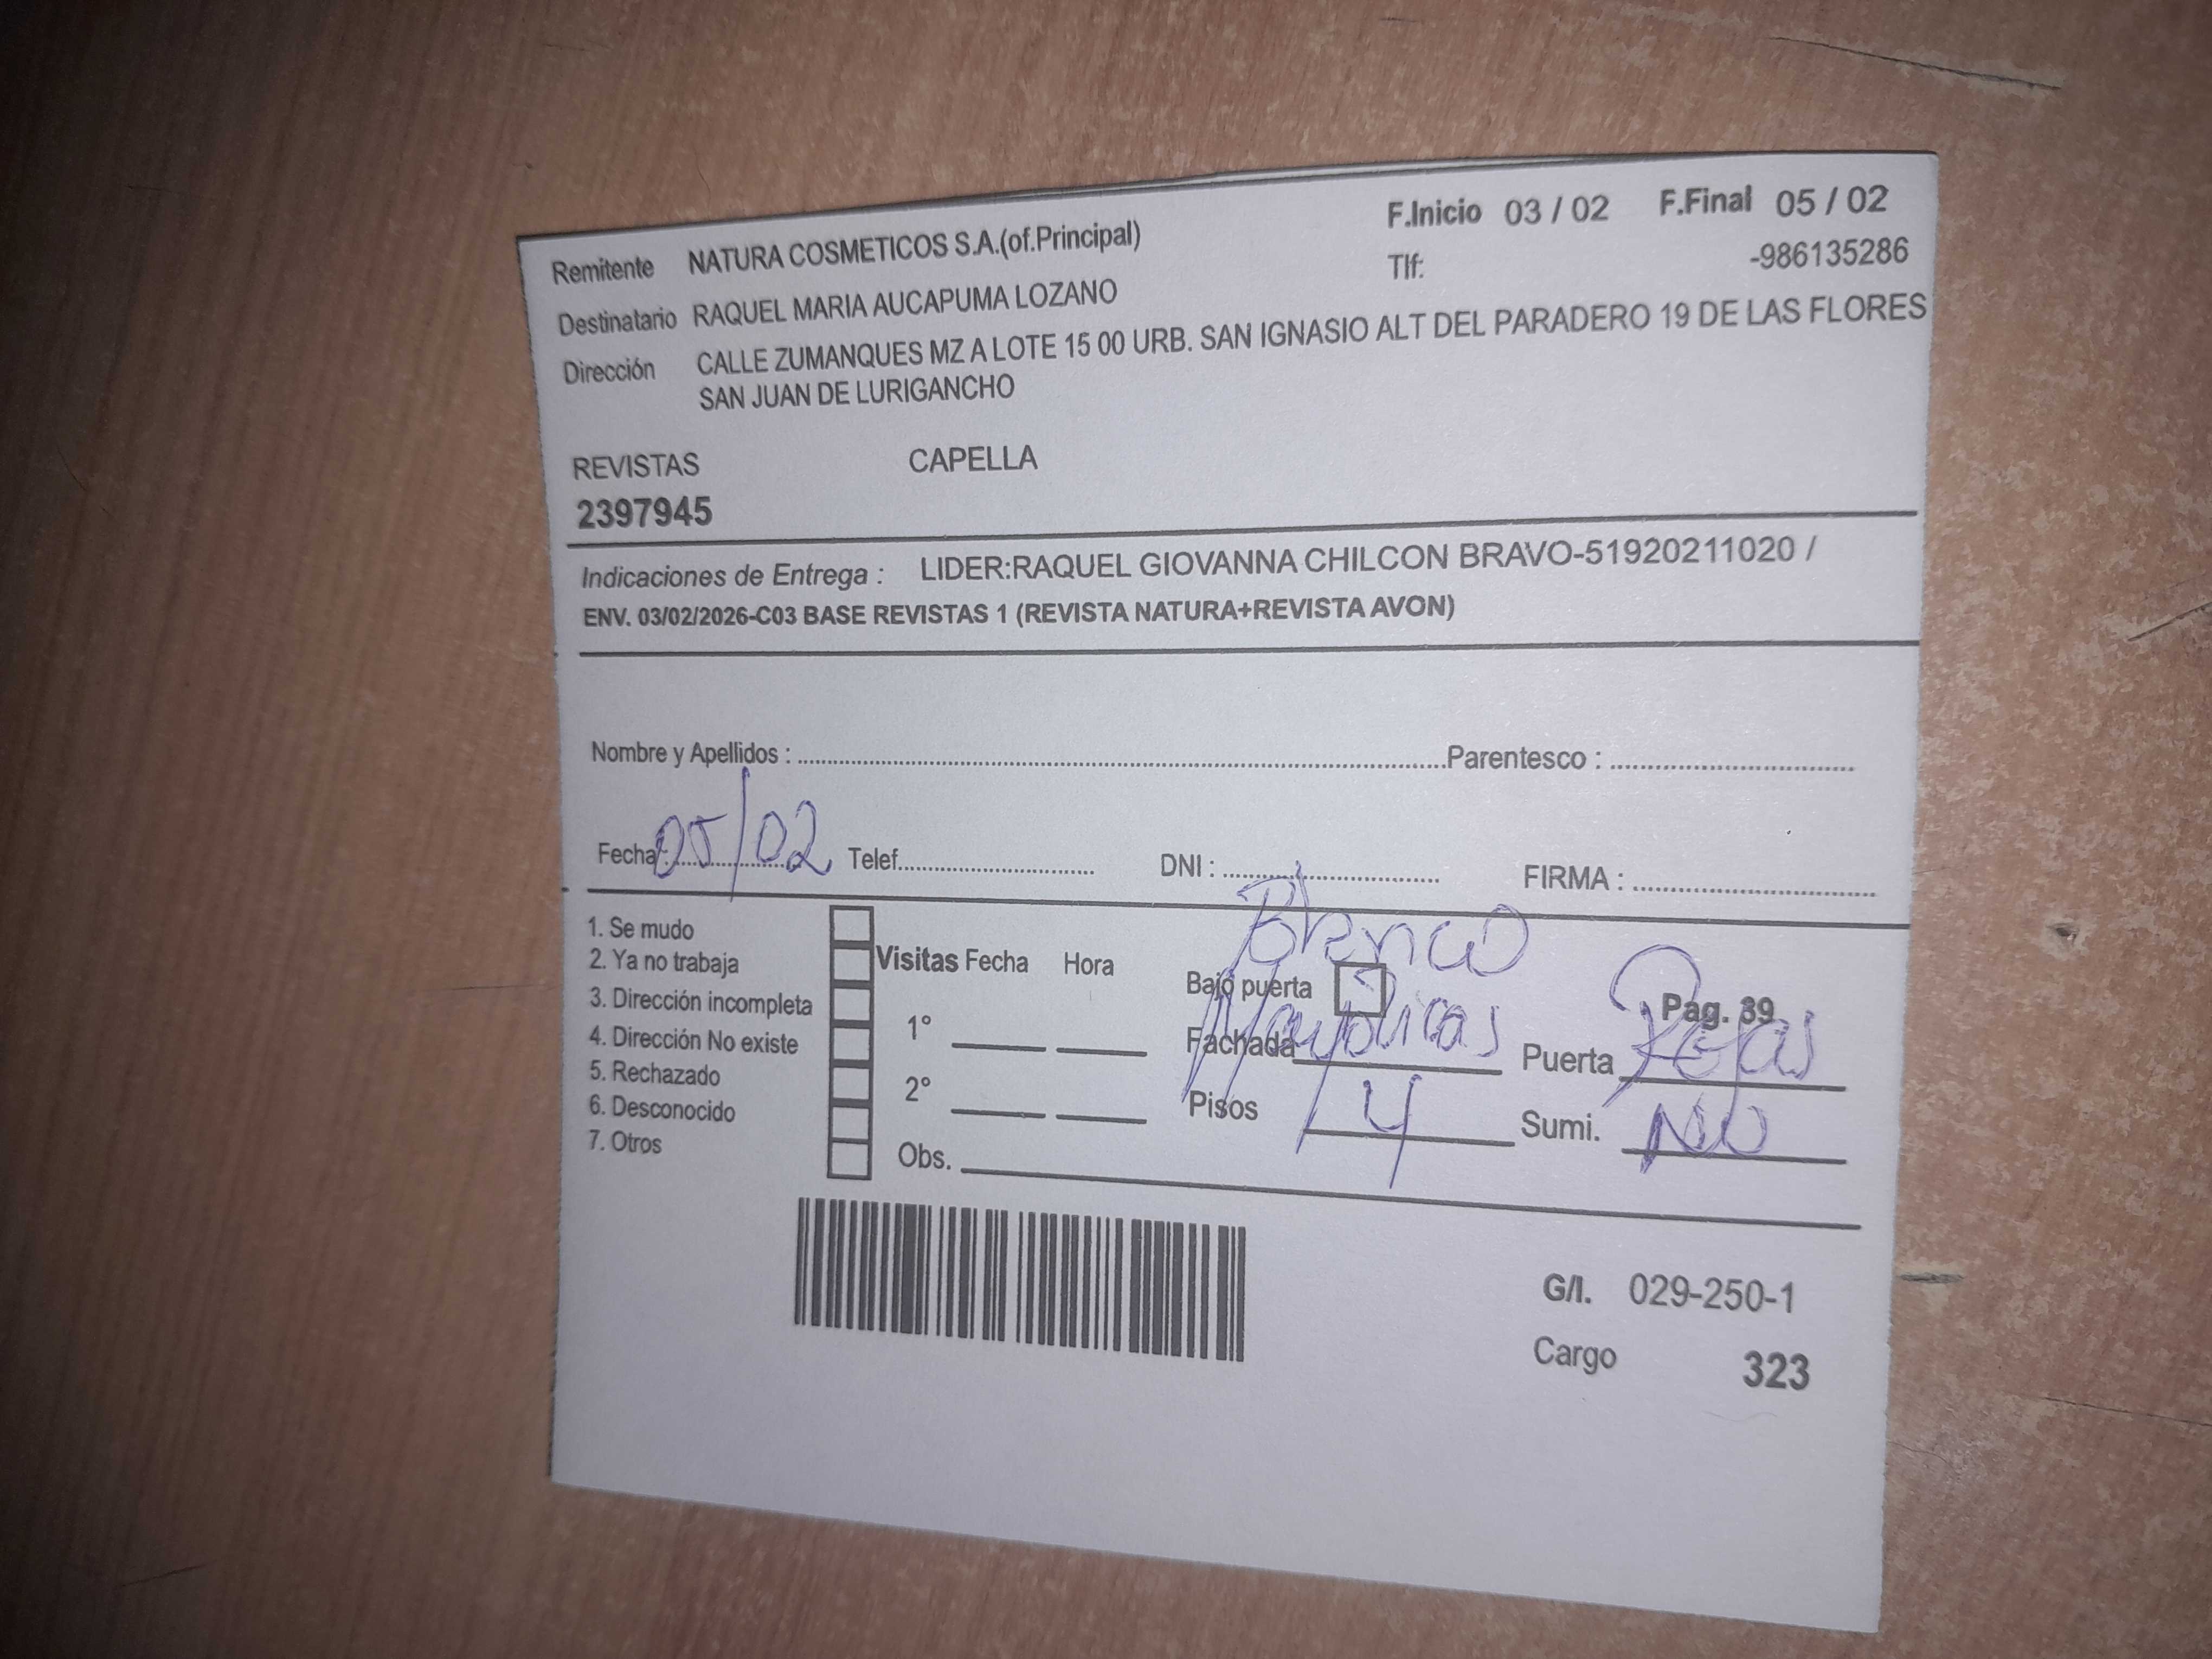 F.Inicio 03 / 02 F.Final 05 / 02
Remitente NATURA COSMETICOS S.A.(of.Principal)
Tlf: -986135286
Destinatario RAQUEL MARIA AUCAPUMA LOZANO
Dirección CALLE ZUMANQUES MZ A LOTE 15 00 URB. SAN IGNASIO ALT DEL PARADERO 19 DE LAS FLORES
SAN JUAN DE LURIGANCHO
REVISTAS CAPELLA
2397945
Indicaciones de Entrega : LIDER:RAQUEL GIOVANNA CHILCON BRAVO-51920211020 /
ENV. 03/02/2026-C03 BASE REVISTAS 1 (REVISTA NATURA+REVISTA AVON)
Nombre y Apellidos : Parentesco :
Fecha: 05/02 Telef. DNI : FIRMA :
1. Se mudo
2. Ya no trabaja
3. Dirección incompleta
4. Dirección No existe
5. Rechazado
6. Desconocido
7. Otros
Visitas Fecha Hora
1°
2°
Obs.
Blanco
Bajo puerta
Pag. 39
Fachada Mayolicas Puerta Rejas
Pisos 4 Sumi. NO
G/I. 029-250-1
Cargo 323